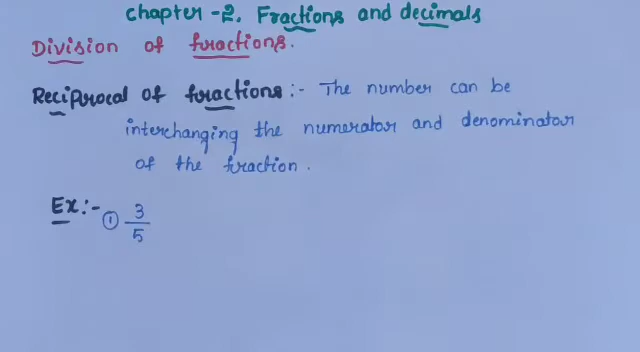 chapter -2. Fractions and decimals
Division of fractions.
Reciprocal of fractions:- The number can be
interchanging the numerator and denominator
of the fraction.
Ex:- ① 3/5